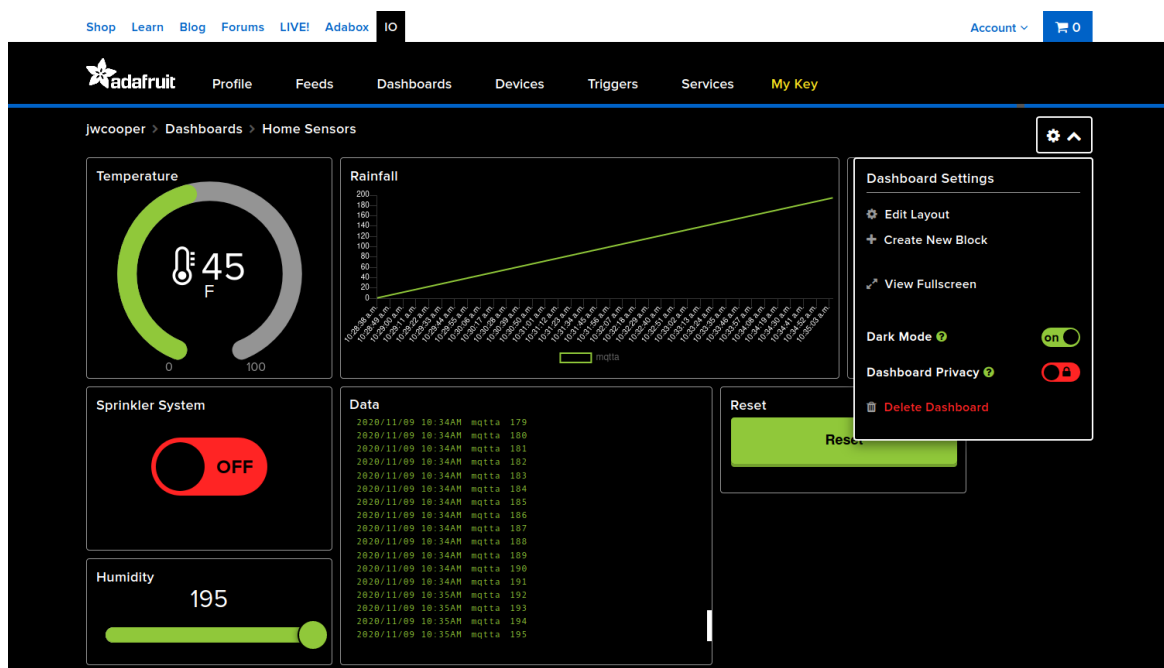 Shop Learn Blog Forums LIVE! Adabox IO
Account 0
adafruit Profile Feeds Dashboards Devices Triggers Services My Key
jwcooper > Dashboards > Home Sensors
Temperature
45
F
0 100
Rainfall
200
180
160
140
120
100
80
60
40
20
0
mqtta
Dashboard Settings
Edit Layout
Create New Block
View Fullscreen
Dark Mode on
Dashboard Privacy
Delete Dashboard
Sprinkler System
OFF
Data
2020/11/09 10:34AM mqtta 179
2020/11/09 10:34AM mqtta 180
2020/11/09 10:34AM mqtta 181
2020/11/09 10:34AM mqtta 182
2020/11/09 10:34AM mqtta 183
2020/11/09 10:34AM mqtta 184
2020/11/09 10:34AM mqtta 185
2020/11/09 10:34AM mqtta 186
2020/11/09 10:34AM mqtta 187
2020/11/09 10:34AM mqtta 188
2020/11/09 10:34AM mqtta 189
2020/11/09 10:34AM mqtta 190
2020/11/09 10:34AM mqtta 191
2020/11/09 10:35AM mqtta 192
2020/11/09 10:35AM mqtta 193
2020/11/09 10:35AM mqtta 194
2020/11/09 10:35AM mqtta 195
Reset
Reset
Humidity
195